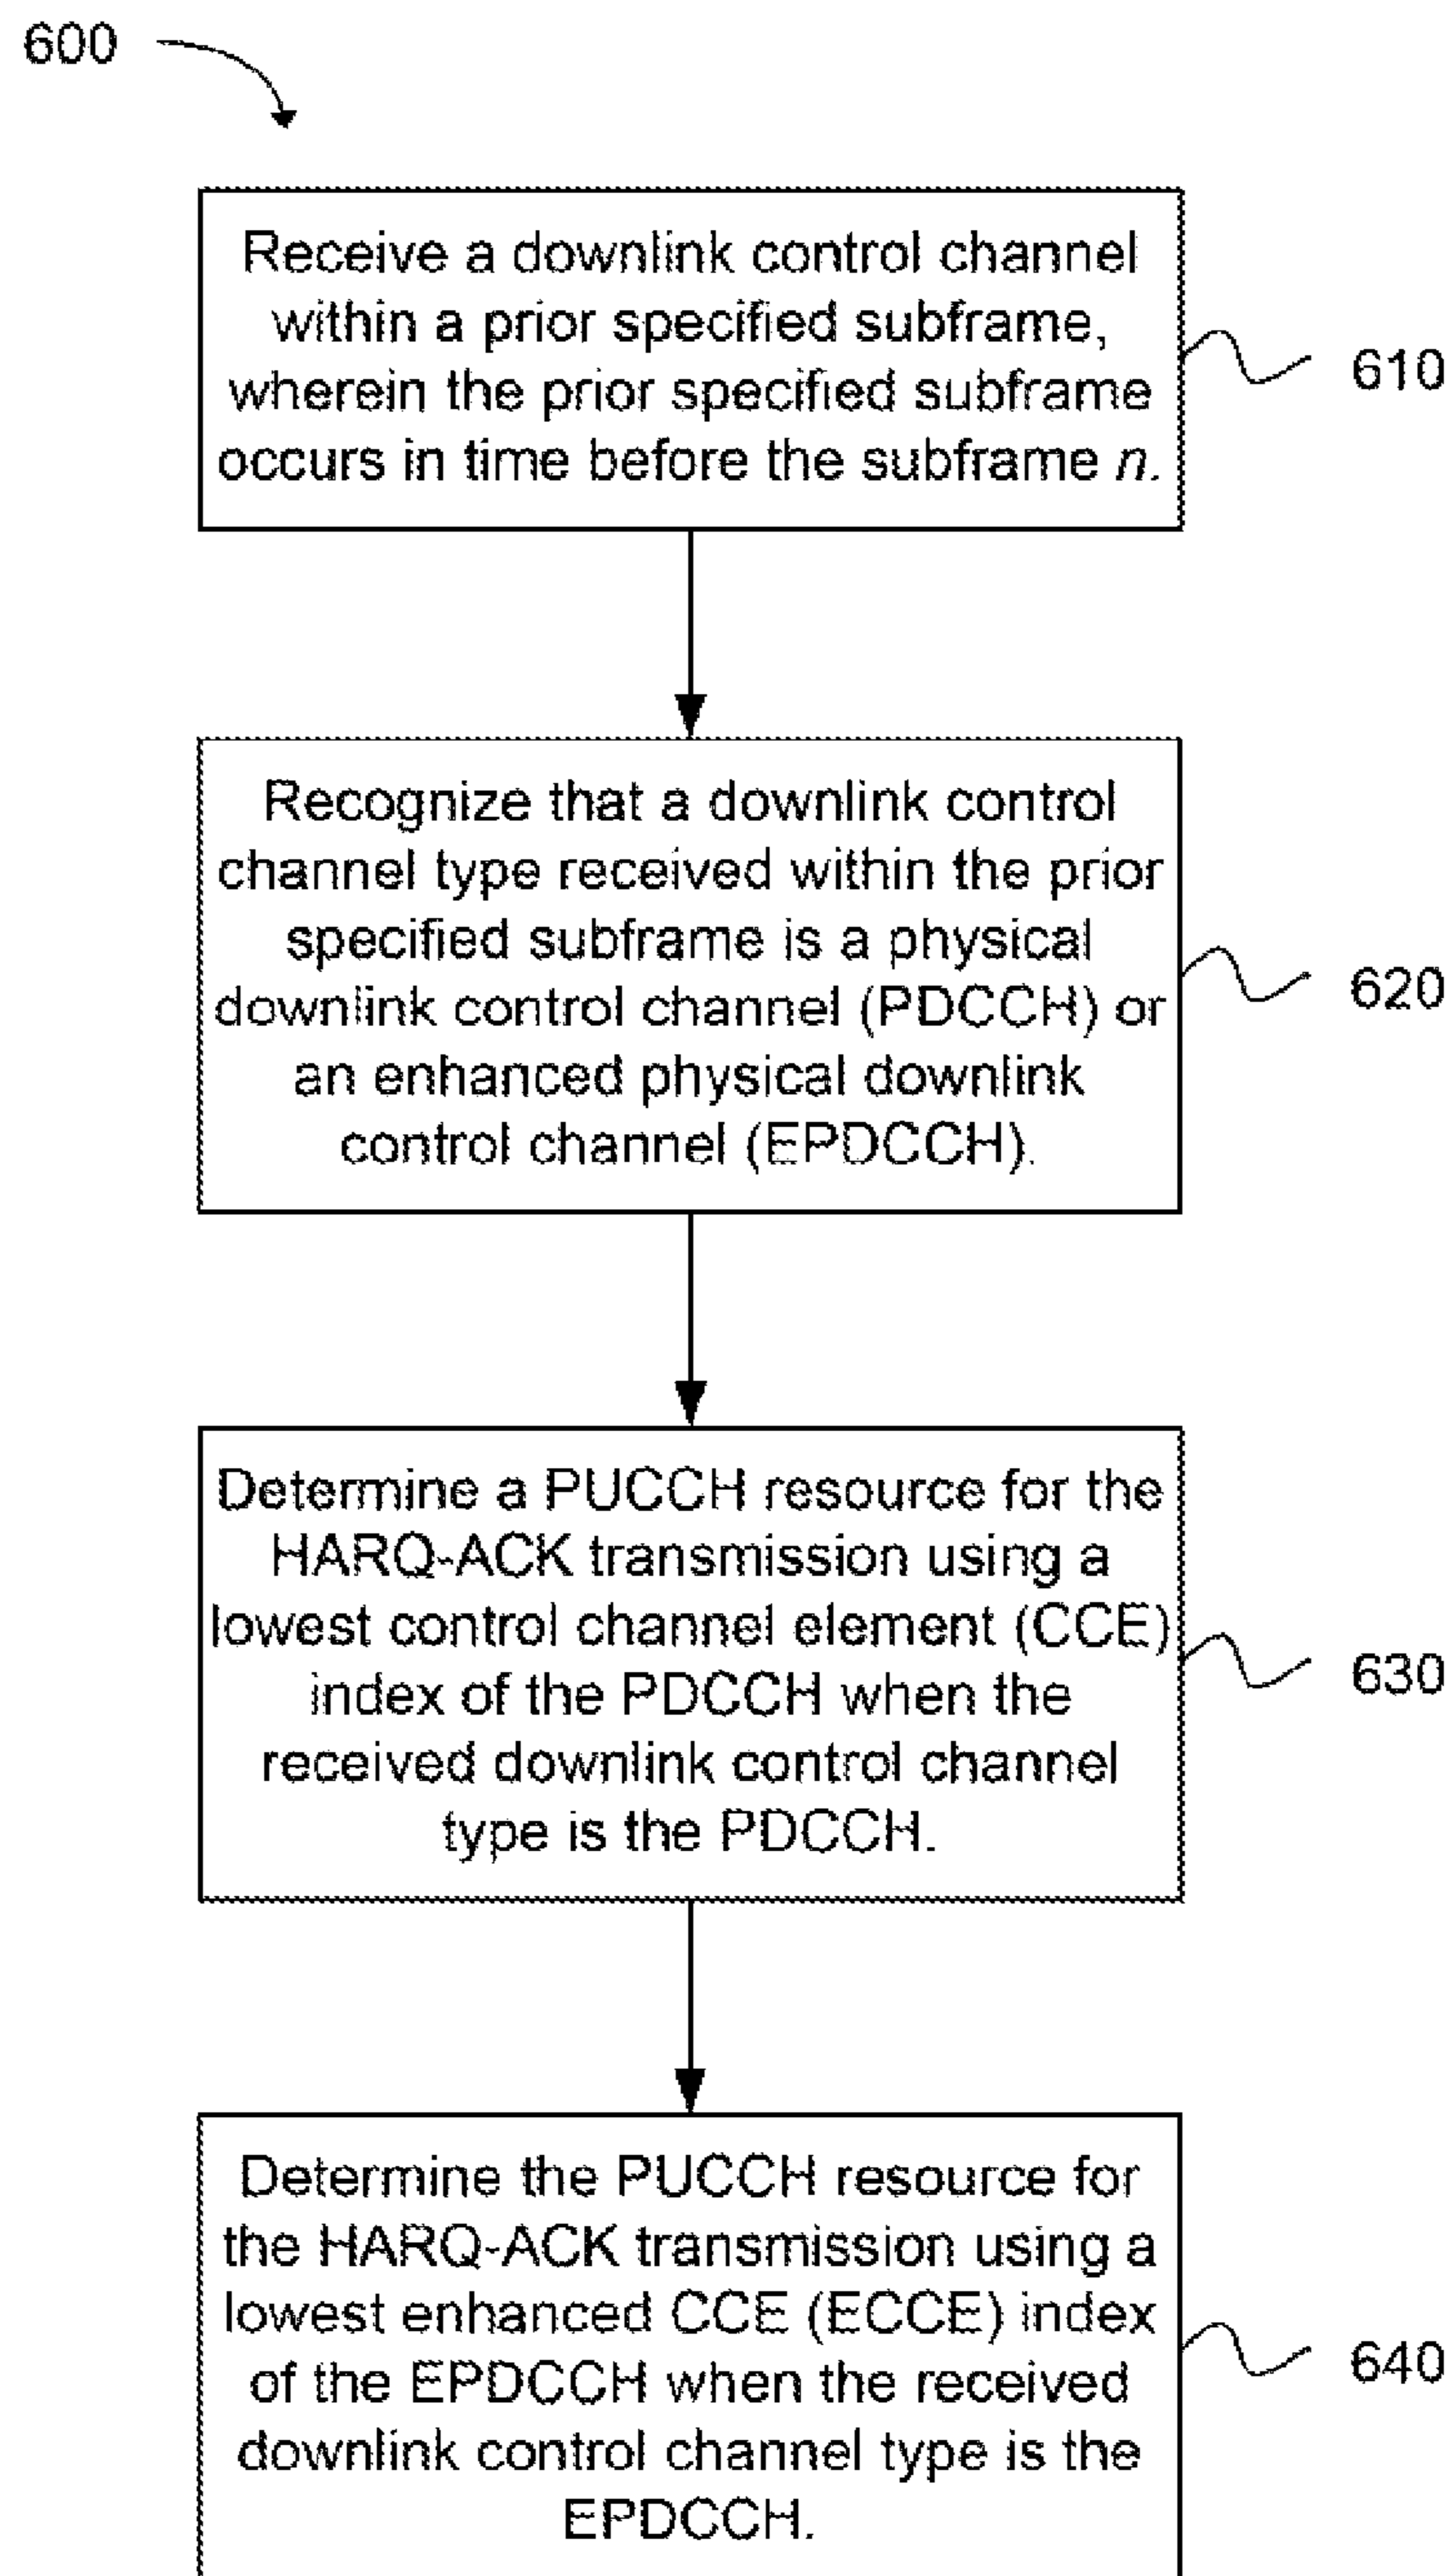 600
Receive a downlink control channel
within a prior specified subframe,
wherein the prior specified subframe
occurs in time before the subframe n.
610
Recognize that a downlink control
channel type received within the prior
specified subframe is a physical
downlink control channel (PDCCH) or
an enhanced physical downlink
control channel (EPDCCH).
620
Determine a PUCCH resource for the
HARQ-ACK transmission using a
lowest control channel element (CCE)
index of the PDCCH when the
received downlink control channel
type is the PDCCH.
630
Determine the PUCCH resource for
the HARQ-ACK transmission using a
lowest enhanced CCE (ECCE) index
of the EPDCCH when the received
downlink control channel type is the
EPDCCH.
640